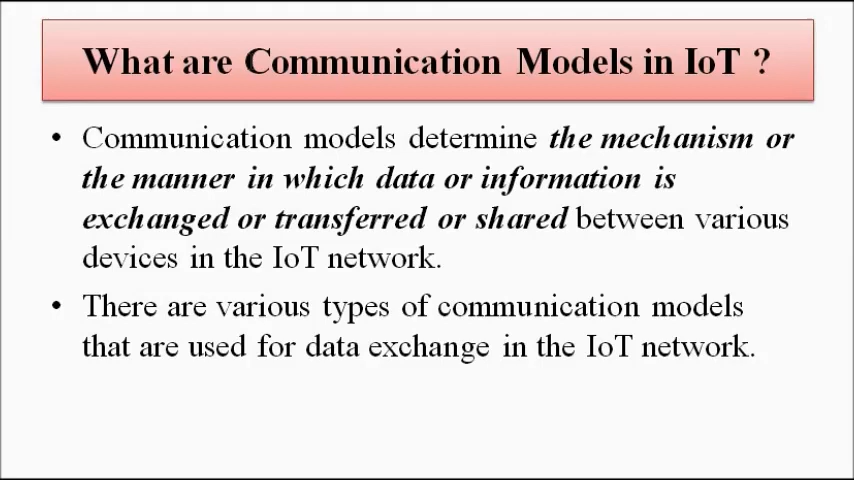 What are Communication Models in IoT ?
• Communication models determine the mechanism or
the manner in which data or information is
exchanged or transferred or shared between various
devices in the IoT network.
• There are various types of communication models
that are used for data exchange in the IoT network.